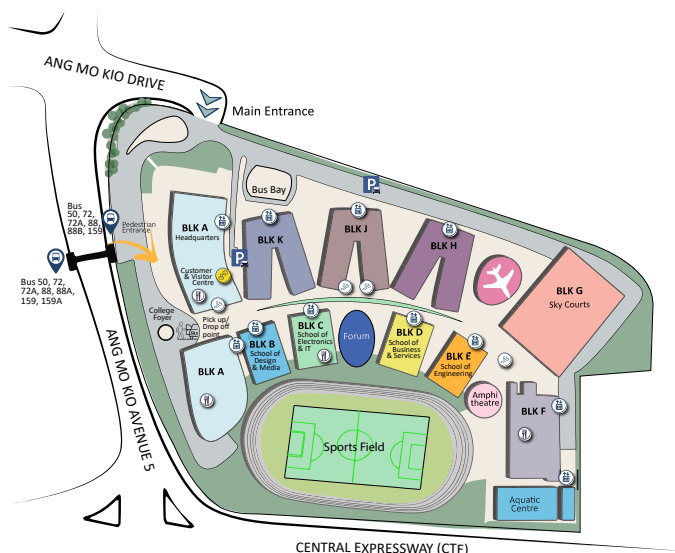 ANG MO KIO DRIVE
Main Entrance
Bus Bay
P
Bus
50, 72,
72A, 88,
88B, 159
Pedestrian
Entrance
BLK A
Headquarters
BLK K
BLK J
BLK H
P
Customer
& Visitor
Centre
BLK G
Sky Courts
Bus 50, 72,
72A, 88, 88A,
159, 159A
College
Foyer
Pick up/
Drop off
point
BLK B
School of
Design
& Media
BLK C
School of
Electronics
& IT
Forum
BLK D
School of
Business
& Services
BLK E
School of
Engineering
BLK A
Amphi
theatre
BLK F
Sports Field
ANG MO KIO AVENUE 5
Aquatic
Centre
CENTRAL EXPRESSWAY (CTE)